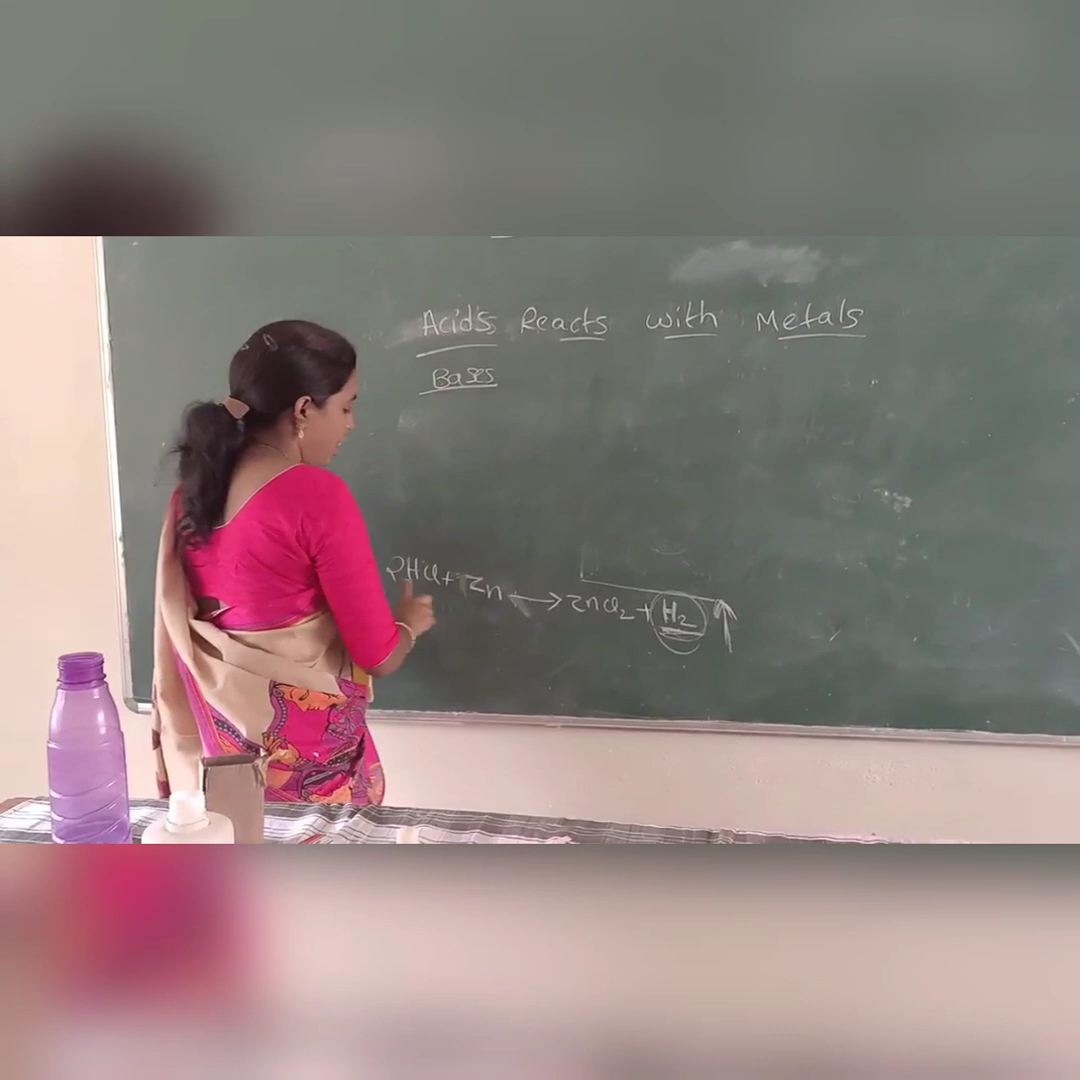 Acids Reacts with Metals
Bases
2HCl + Zn → ZnCl2 + H2 ↑